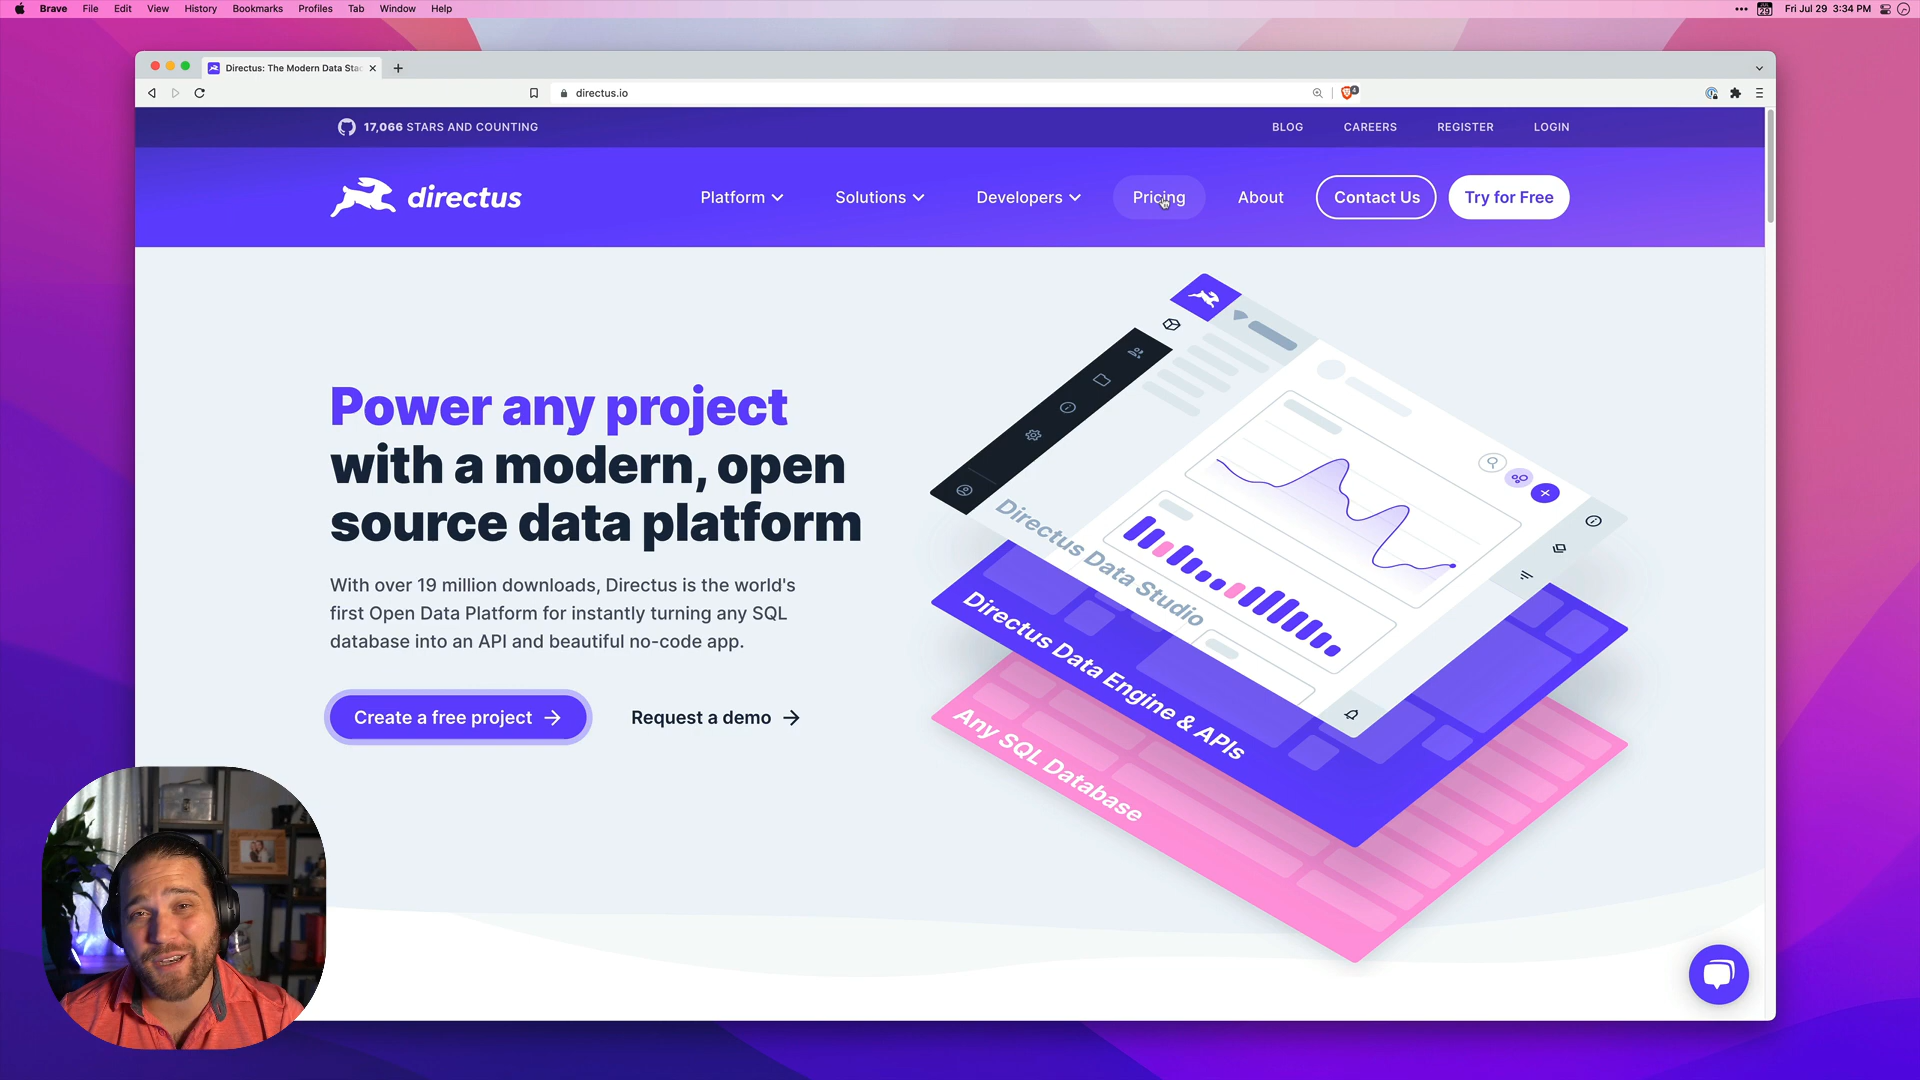 Brave File Edit View History Bookmarks Profiles Tab Window Help
Fri Jul 29 3:34 PM
Directus: The Modern Data Stac
directus.io
17,066 STARS AND COUNTING
BLOG CAREERS REGISTER LOGIN
directus
Platform Solutions Developers Pricing About Contact Us Try for Free
Power any project
with a modern, open
source data platform
With over 19 million downloads, Directus is the world's
first Open Data Platform for instantly turning any SQL
database into an API and beautiful no-code app.
Create a free project
Request a demo
Directus Data Studio
Directus Data Engine & APIs
Any SQL Database